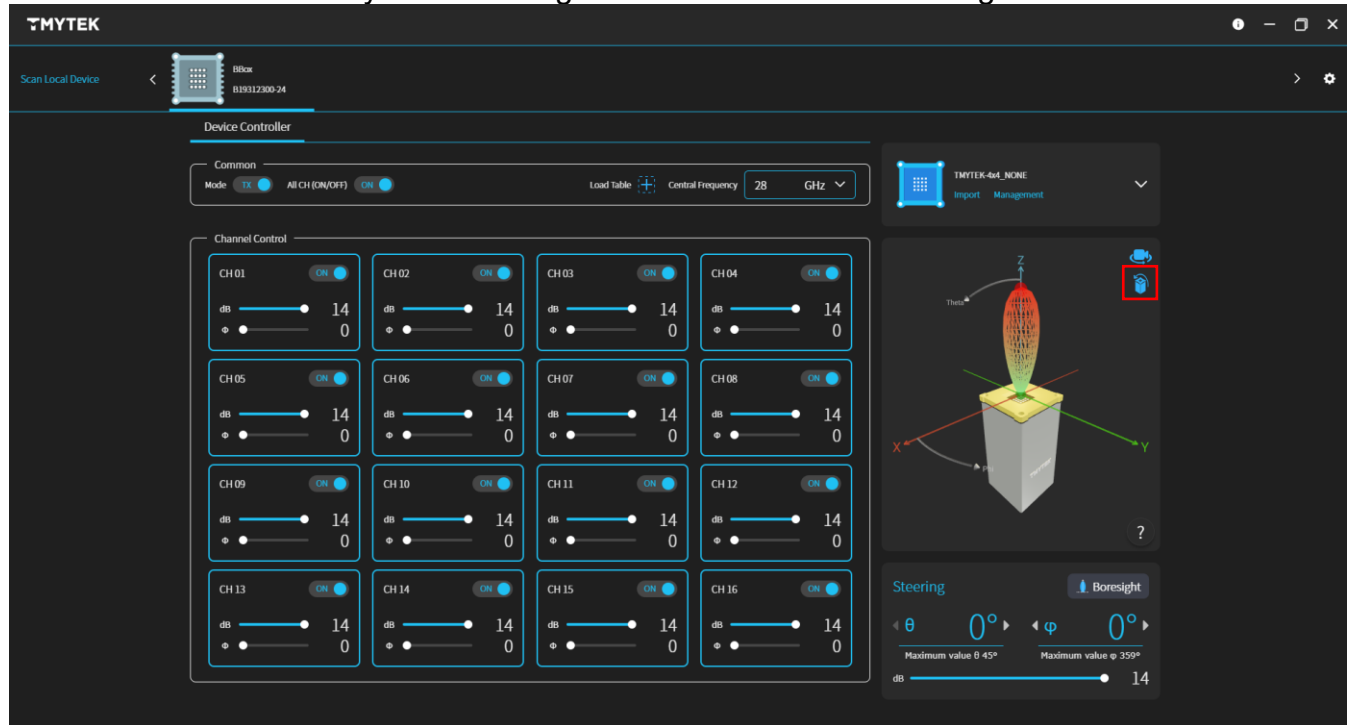 TMYTEK
Scan Local Device
BBox
B19312300-24
Device Controller
Common
Mode TX All CH (ON/OFF) ON Load Table Central Frequency 28 GHz
TMYTEK-4x4_NONE
Import Management
Channel Control
CH 01 ON CH 02 ON CH 03 ON CH 04 ON
dB 14 dB 14 dB 14 dB 14
Φ 0 Φ 0 Φ 0 Φ 0
CH 05 ON CH 06 ON CH 07 ON CH 08 ON
dB 14 dB 14 dB 14 dB 14
Φ 0 Φ 0 Φ 0 Φ 0
CH 09 ON CH 10 ON CH 11 ON CH 12 ON
dB 14 dB 14 dB 14 dB 14
Φ 0 Φ 0 Φ 0 Φ 0
CH 13 ON CH 14 ON CH 15 ON CH 16 ON
dB 14 dB 14 dB 14 dB 14
Φ 0 Φ 0 Φ 0 Φ 0
Z
Theta
X
Y
Phi
TMYTEK
?
Steering Boresight
θ 0° φ 0°
Maximum value θ 45° Maximum value φ 359°
dB 14